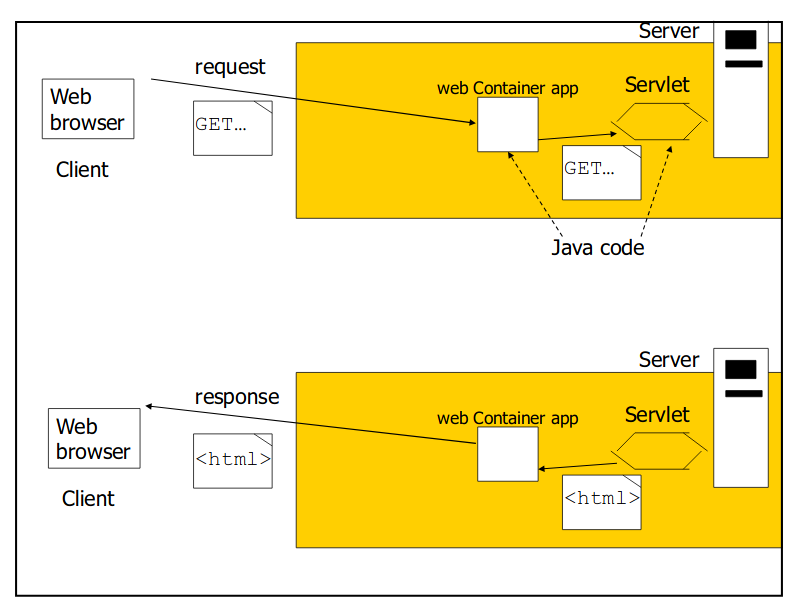 Server
request
web Container app
Servlet
Web
browser
GET…
Client
GET…
Java code
Server
response
web Container app
Servlet
Web
browser
<html>
Client
<html>